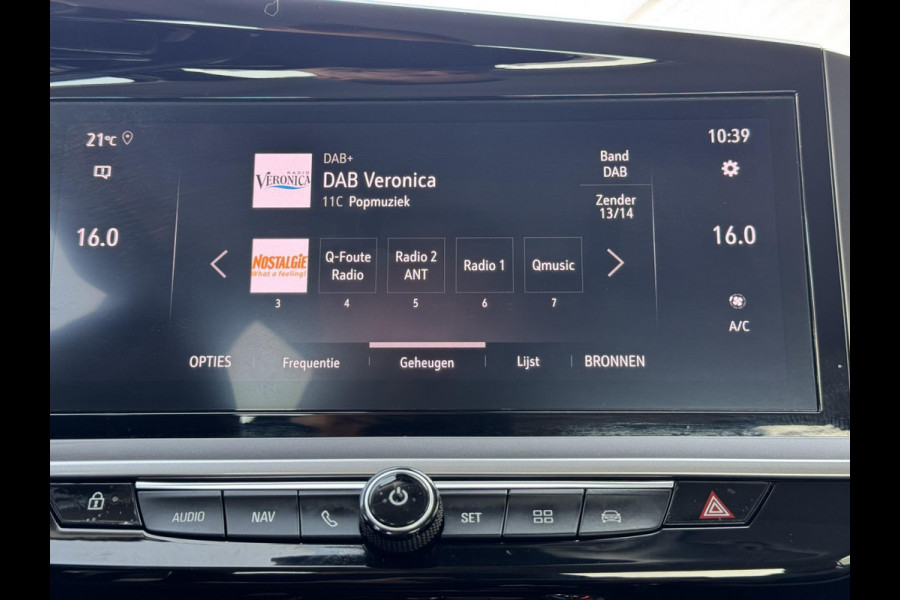 21°C
10:39
DAB+
DAB Veronica
11C Popmuziek
RADIO
VERONICA
Band
DAB
Zender
13/14
16.0
16.0
NOSTALGIE
What a feeling!
Q-Foute
Radio
Radio 2
ANT
Radio 1
Qmusic
3
4
5
6
7
A/C
OPTIES
Frequentie
Geheugen
Lijst
BRONNEN
AUDIO
NAV
SET